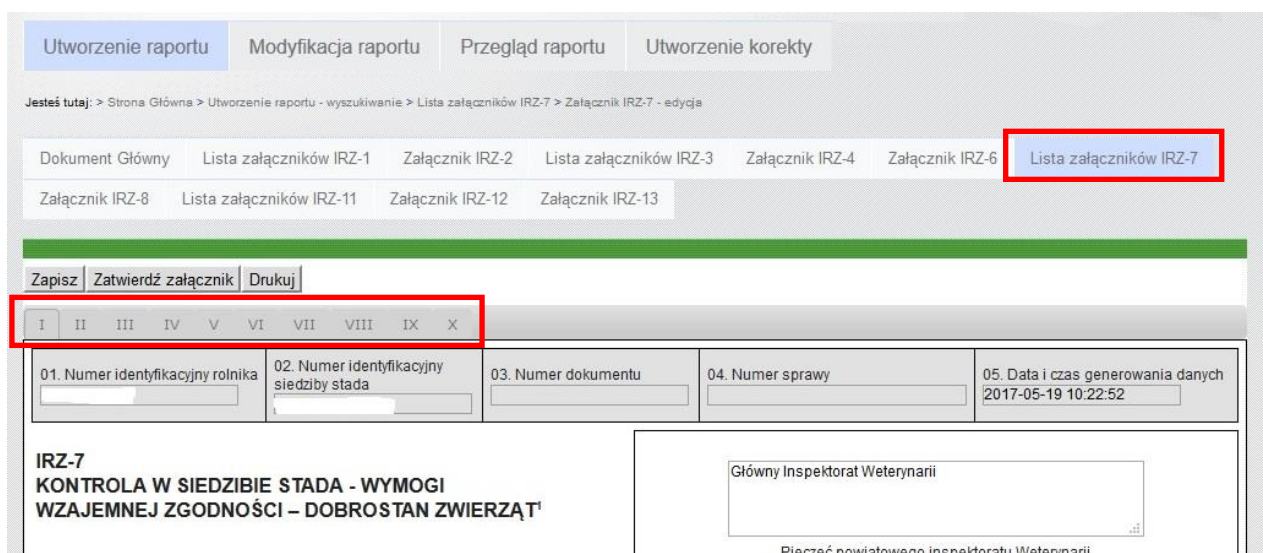 Utworzenie raportu Modyfikacja raportu Przegląd raportu Utworzenie korekty
Jesteś tutaj: > Strona Główna > Utworzenie raportu - wyszukiwanie > Lista załączników IRZ-7 > Załącznik IRZ-7 - edycja
Dokument Główny Lista załączników IRZ-1 Załącznik IRZ-2 Lista załączników IRZ-3 Załącznik IRZ-4 Załącznik IRZ-6 Lista załączników IRZ-7
Załącznik IRZ-8 Lista załączników IRZ-11 Załącznik IRZ-12 Załącznik IRZ-13
Zapisz Zatwierdź załącznik Drukuj
I II III IV V VI VII VIII IX X
01. Numer identyfikacyjny rolnika
02. Numer identyfikacyjny
siedziby stada
03. Numer dokumentu
04. Numer sprawy
05. Data i czas generowania danych
2017-05-19 10:22:52
IRZ-7
KONTROLA W SIEDZIBIE STADA - WYMOGI
WZAJEMNEJ ZGODNOŚCI – DOBROSTAN ZWIERZĄT¹
Główny Inspektorat Weterynarii
Pieczęć powiatowego inspektoratu Weterynarii